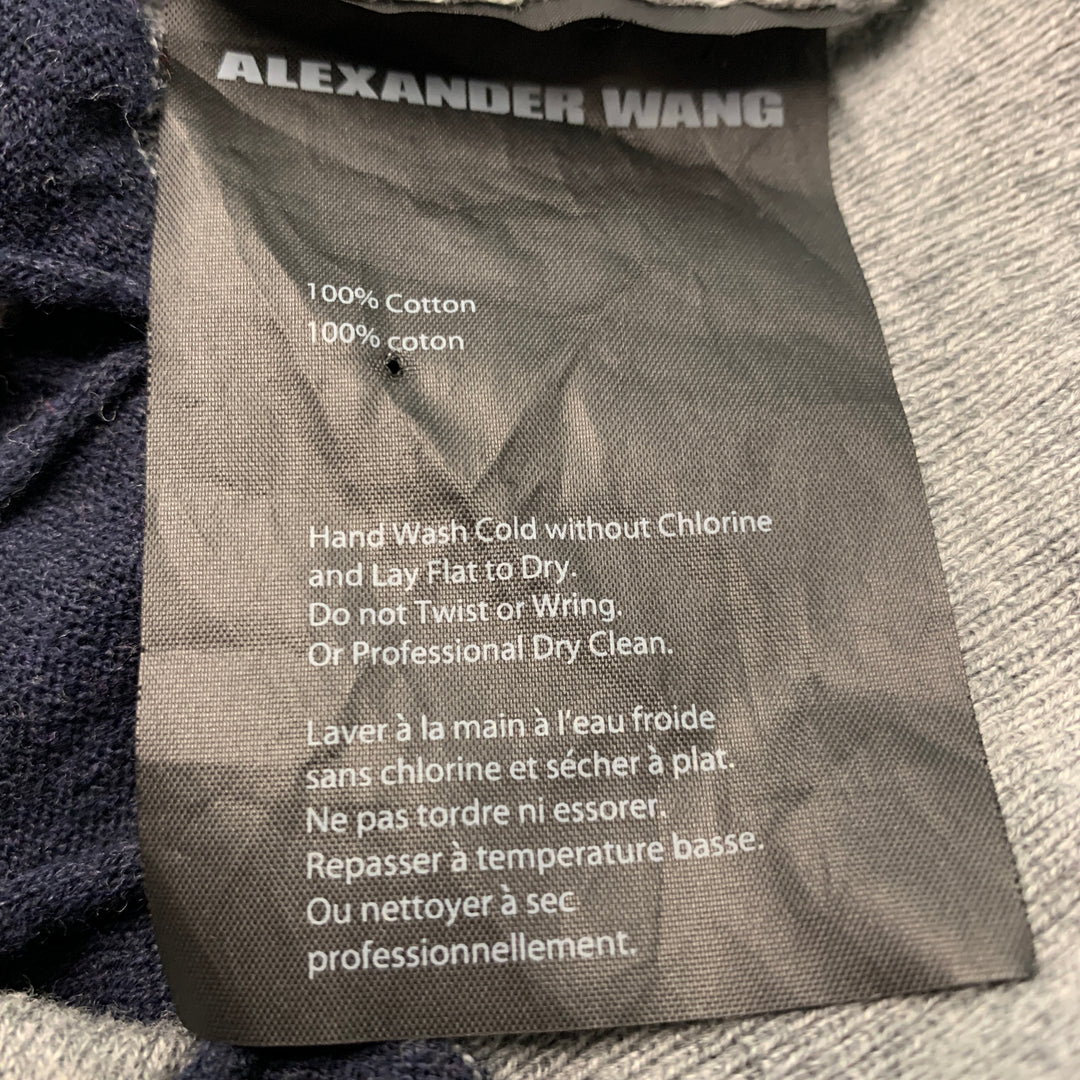 ALEXANDER WANG
100% Cotton
100% coton
Hand Wash Cold without Chlorine
and Lay Flat to Dry.
Do not Twist or Wring.
Or Professional Dry Clean.
Laver à la main à l'eau froide
sans chlorine et sécher à plat.
Ne pas tordre ni essorer.
Repasser à temperature basse.
Ou nettoyer à sec
professionnellement.